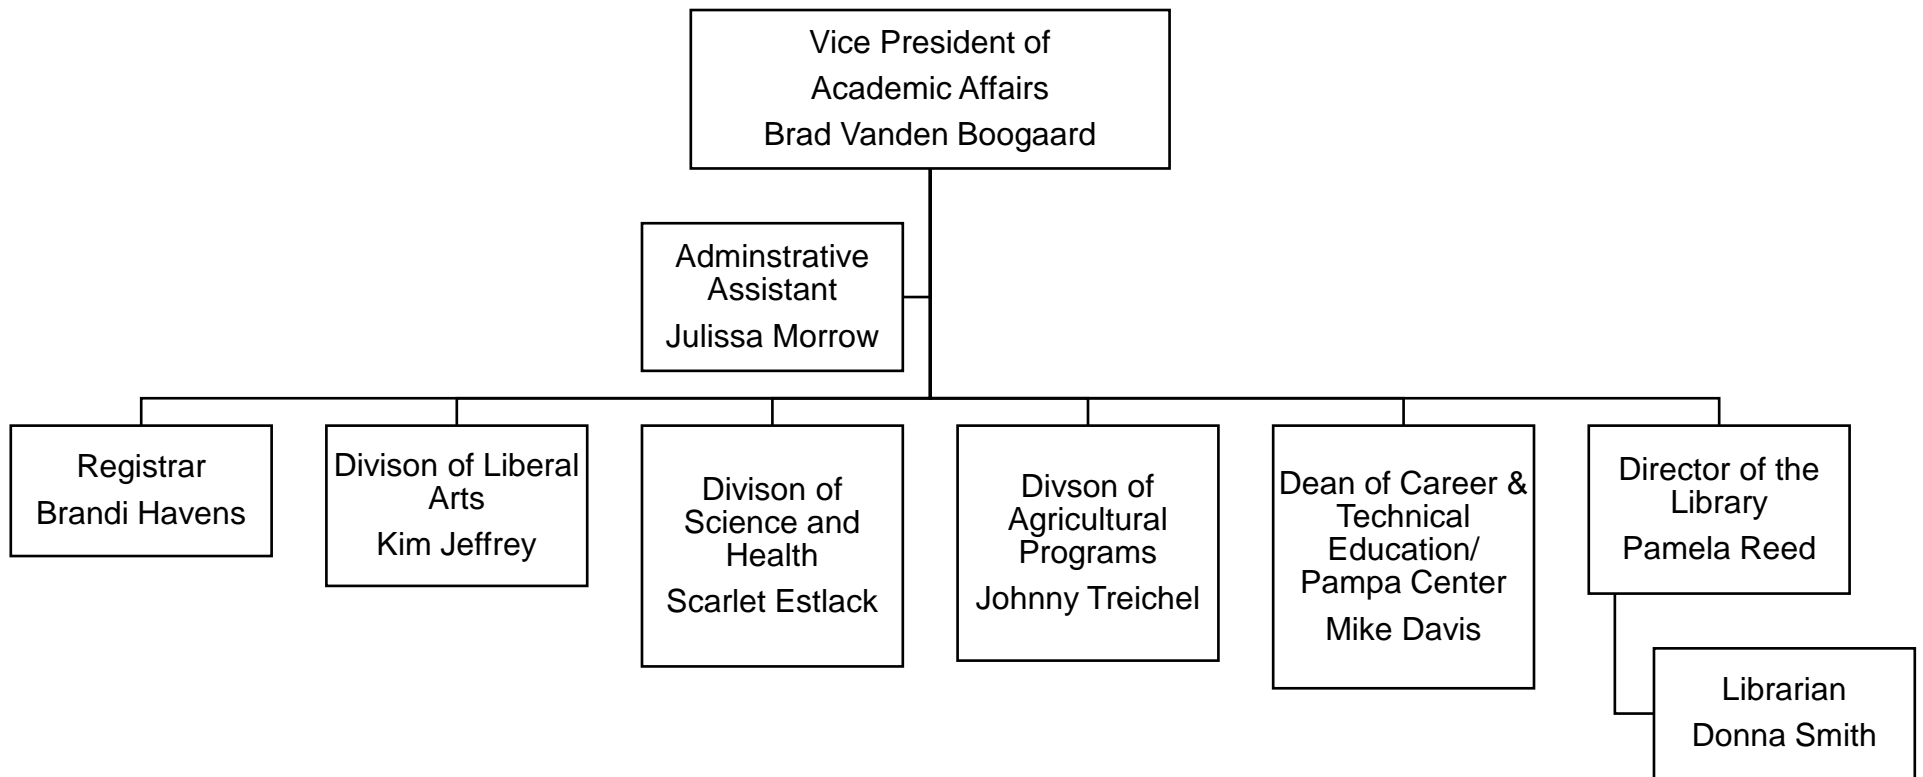 Vice President of
Academic Affairs
Brad Vanden Boogaard
Adminstrative
Assistant
Julissa Morrow
Registrar
Brandi Havens
Divison of Liberal
Arts
Kim Jeffrey
Divison of
Science and
Health
Scarlet Estlack
Divson of
Agricultural
Programs
Johnny Treichel
Dean of Career &
Technical
Education/
Pampa Center
Mike Davis
Director of the
Library
Pamela Reed
Librarian
Donna Smith